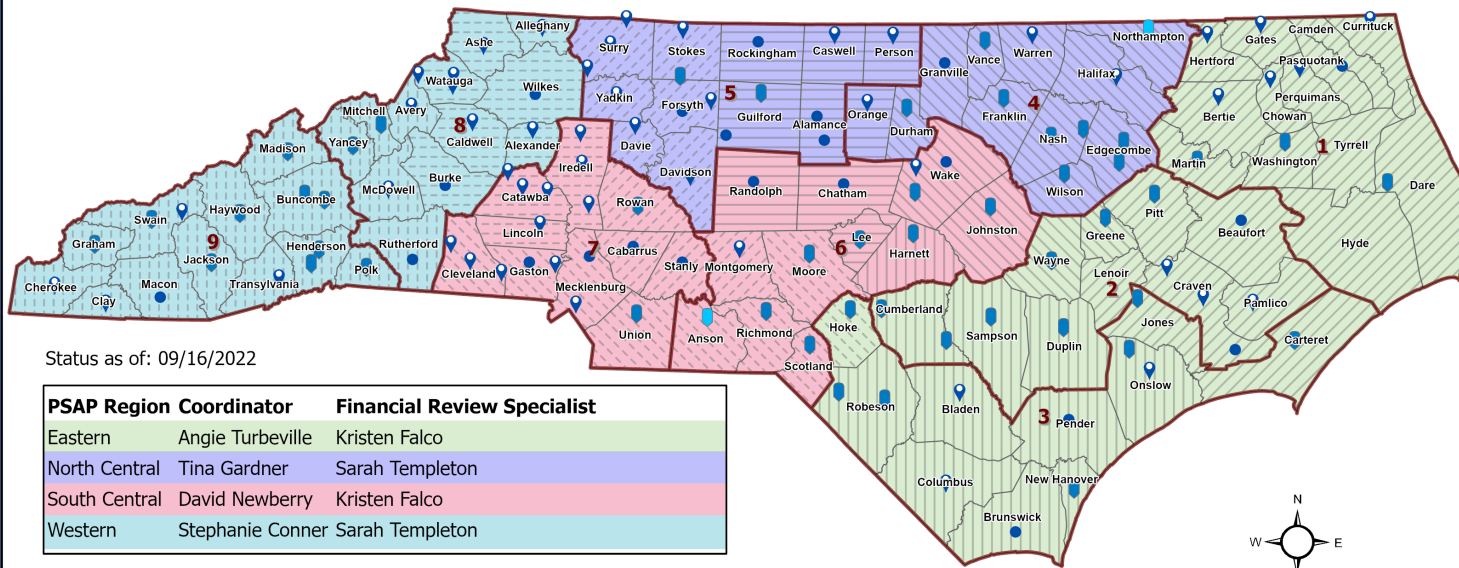 Alleghany
Ashe
Surry
Stokes
Rockingham
Caswell
Person
Granville
Vance
Warren
Northampton
Halifax
Hertford
Gates
Camden
Currituck
Pasquotank
Perquimans
Chowan
Bertie
Watauga
Wilkes
Yadkin
Forsyth
5
Guilford
Alamance
Orange
Durham
Franklin
4
Nash
Edgecombe
Martin
Washington
1
Tyrrell
Dare
Mitchell
Avery
8
Caldwell
Alexander
Davie
Iredell
Davidson
Wake
Wilson
Madison
Yancey
McDowell
Burke
Catawba
Rowan
Randolph
Chatham
Johnston
Pitt
Greene
Beaufort
Hyde
Swain
Haywood
Buncombe
Graham
9
Jackson
Henderson
Rutherford
Lincoln
7
Cabarrus
Lee
6
Harnett
Wayne
Lenoir
2
Craven
Pamlico
Cherokee
Clay
Macon
Transylvania
Polk
Cleveland
Gaston
Mecklenburg
Stanly
Montgomery
Moore
Cumberland
Sampson
Duplin
Jones
Carteret
Union
Anson
Richmond
Hoke
Scotland
Onslow
Robeson
Bladen
3
Pender
Columbus
New Hanover
Brunswick
Status as of: 09/16/2022
PSAP Region Coordinator Financial Review Specialist
Eastern Angie Turbeville Kristen Falco
North Central Tina Gardner Sarah Templeton
South Central David Newberry Kristen Falco
Western Stephanie Conner Sarah Templeton
N
W E